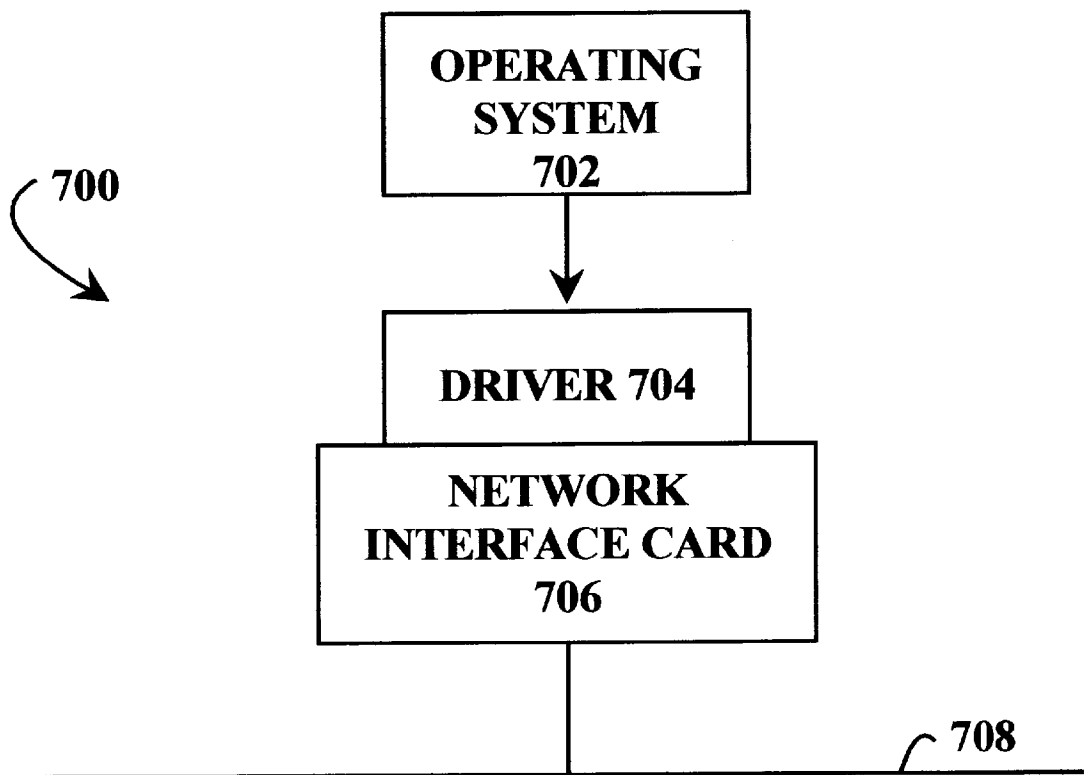 OPERATING
SYSTEM
702
700
DRIVER 704
NETWORK
INTERFACE CARD
706
708